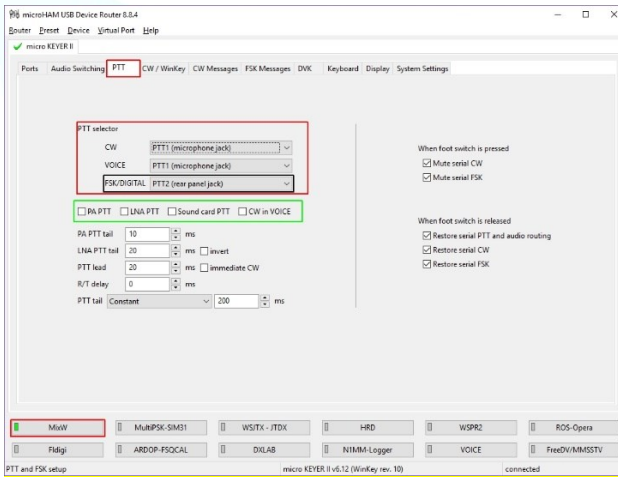 microHAM USB Device Router 8.8.4
Router Preset Device Virtual Port Help
micro KEYER II
Ports Audio Switching PTT CW / WinKey CW Messages FSK Messages DVK Keyboard Display System Settings
PTT selector
CW PTT1 (microphone jack)
VOICE PTT1 (microphone jack)
FSK/DIGITAL PTT2 (rear panel jack)
PA PTT LNA PTT Sound card PTT CW in VOICE
PA PTT tail 10 ms
LNA PTT tail 20 ms invert
PTT lead 20 ms immediate CW
R/T delay 0 ms
PTT tail Constant 200 ms
When foot switch is pressed
Mute serial CW
Mute serial FSK
When foot switch is released
Restore serial PTT and audio routing
Restore serial CW
Restore serial FSK
MixW MultiPSK-SIM31 WSJTX - JTDX HRD WSPR2 ROS-Opera
Fldigi ARDOP-FSQCAL DXLAB N1MM-Logger VOICE FreeDV/MMSSTV
PTT and FSK setup micro KEYER II v6.12 (WinKey rev. 10) connected